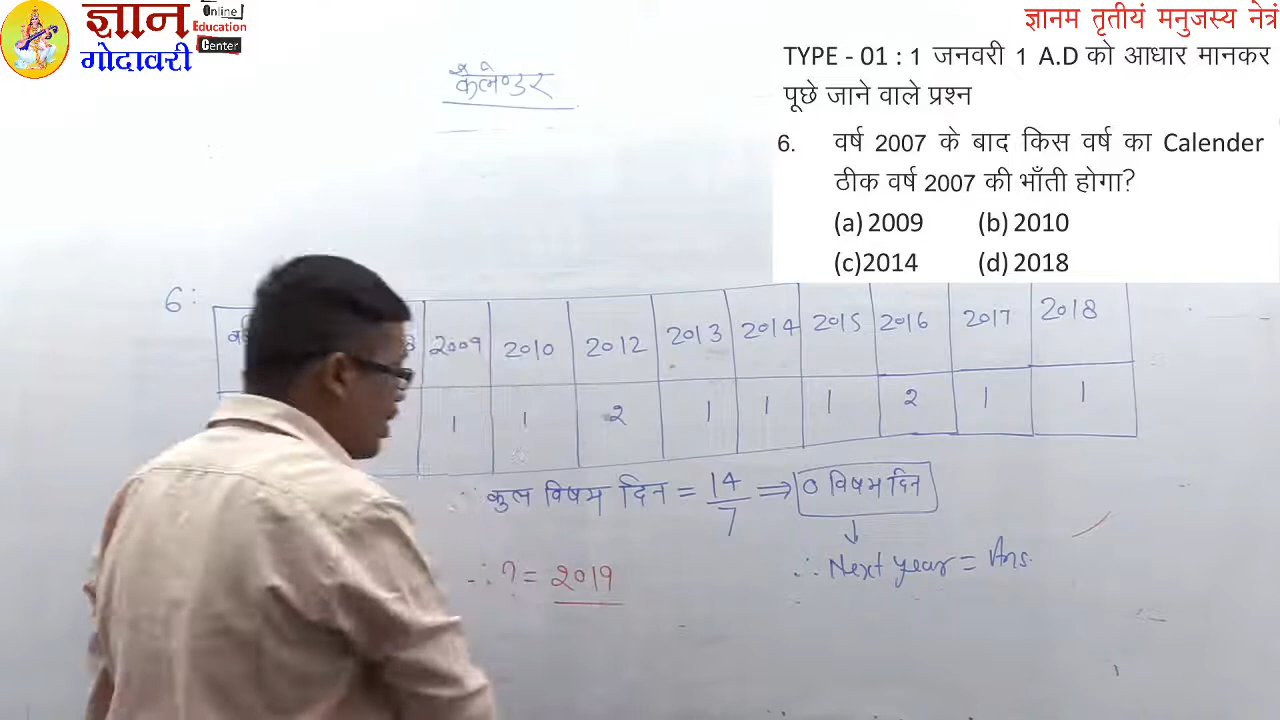 ज्ञान
गोदावरी
Online
Education
Center
ज्ञानम तृतीयं मनुजस्य नेत्रं
TYPE - 01 : 1 जनवरी 1 A.D को आधार मानकर
पूछे जाने वाले प्रश्न
6. वर्ष 2007 के बाद किस वर्ष का Calender
ठीक वर्ष 2007 की भाँती होगा?
(a) 2009 (b) 2010
(c)2014 (d) 2018
कैलेण्डर
6:
2009 2010 2012 2013 2014 2015 2016 2017 2018
1 1 2 1 1 1 2 1 1
∴ कुल विषम दिन = 14/7 ⇒ 0 विषम दिन
∴ ? = 2019
∴ Next year = Ans.